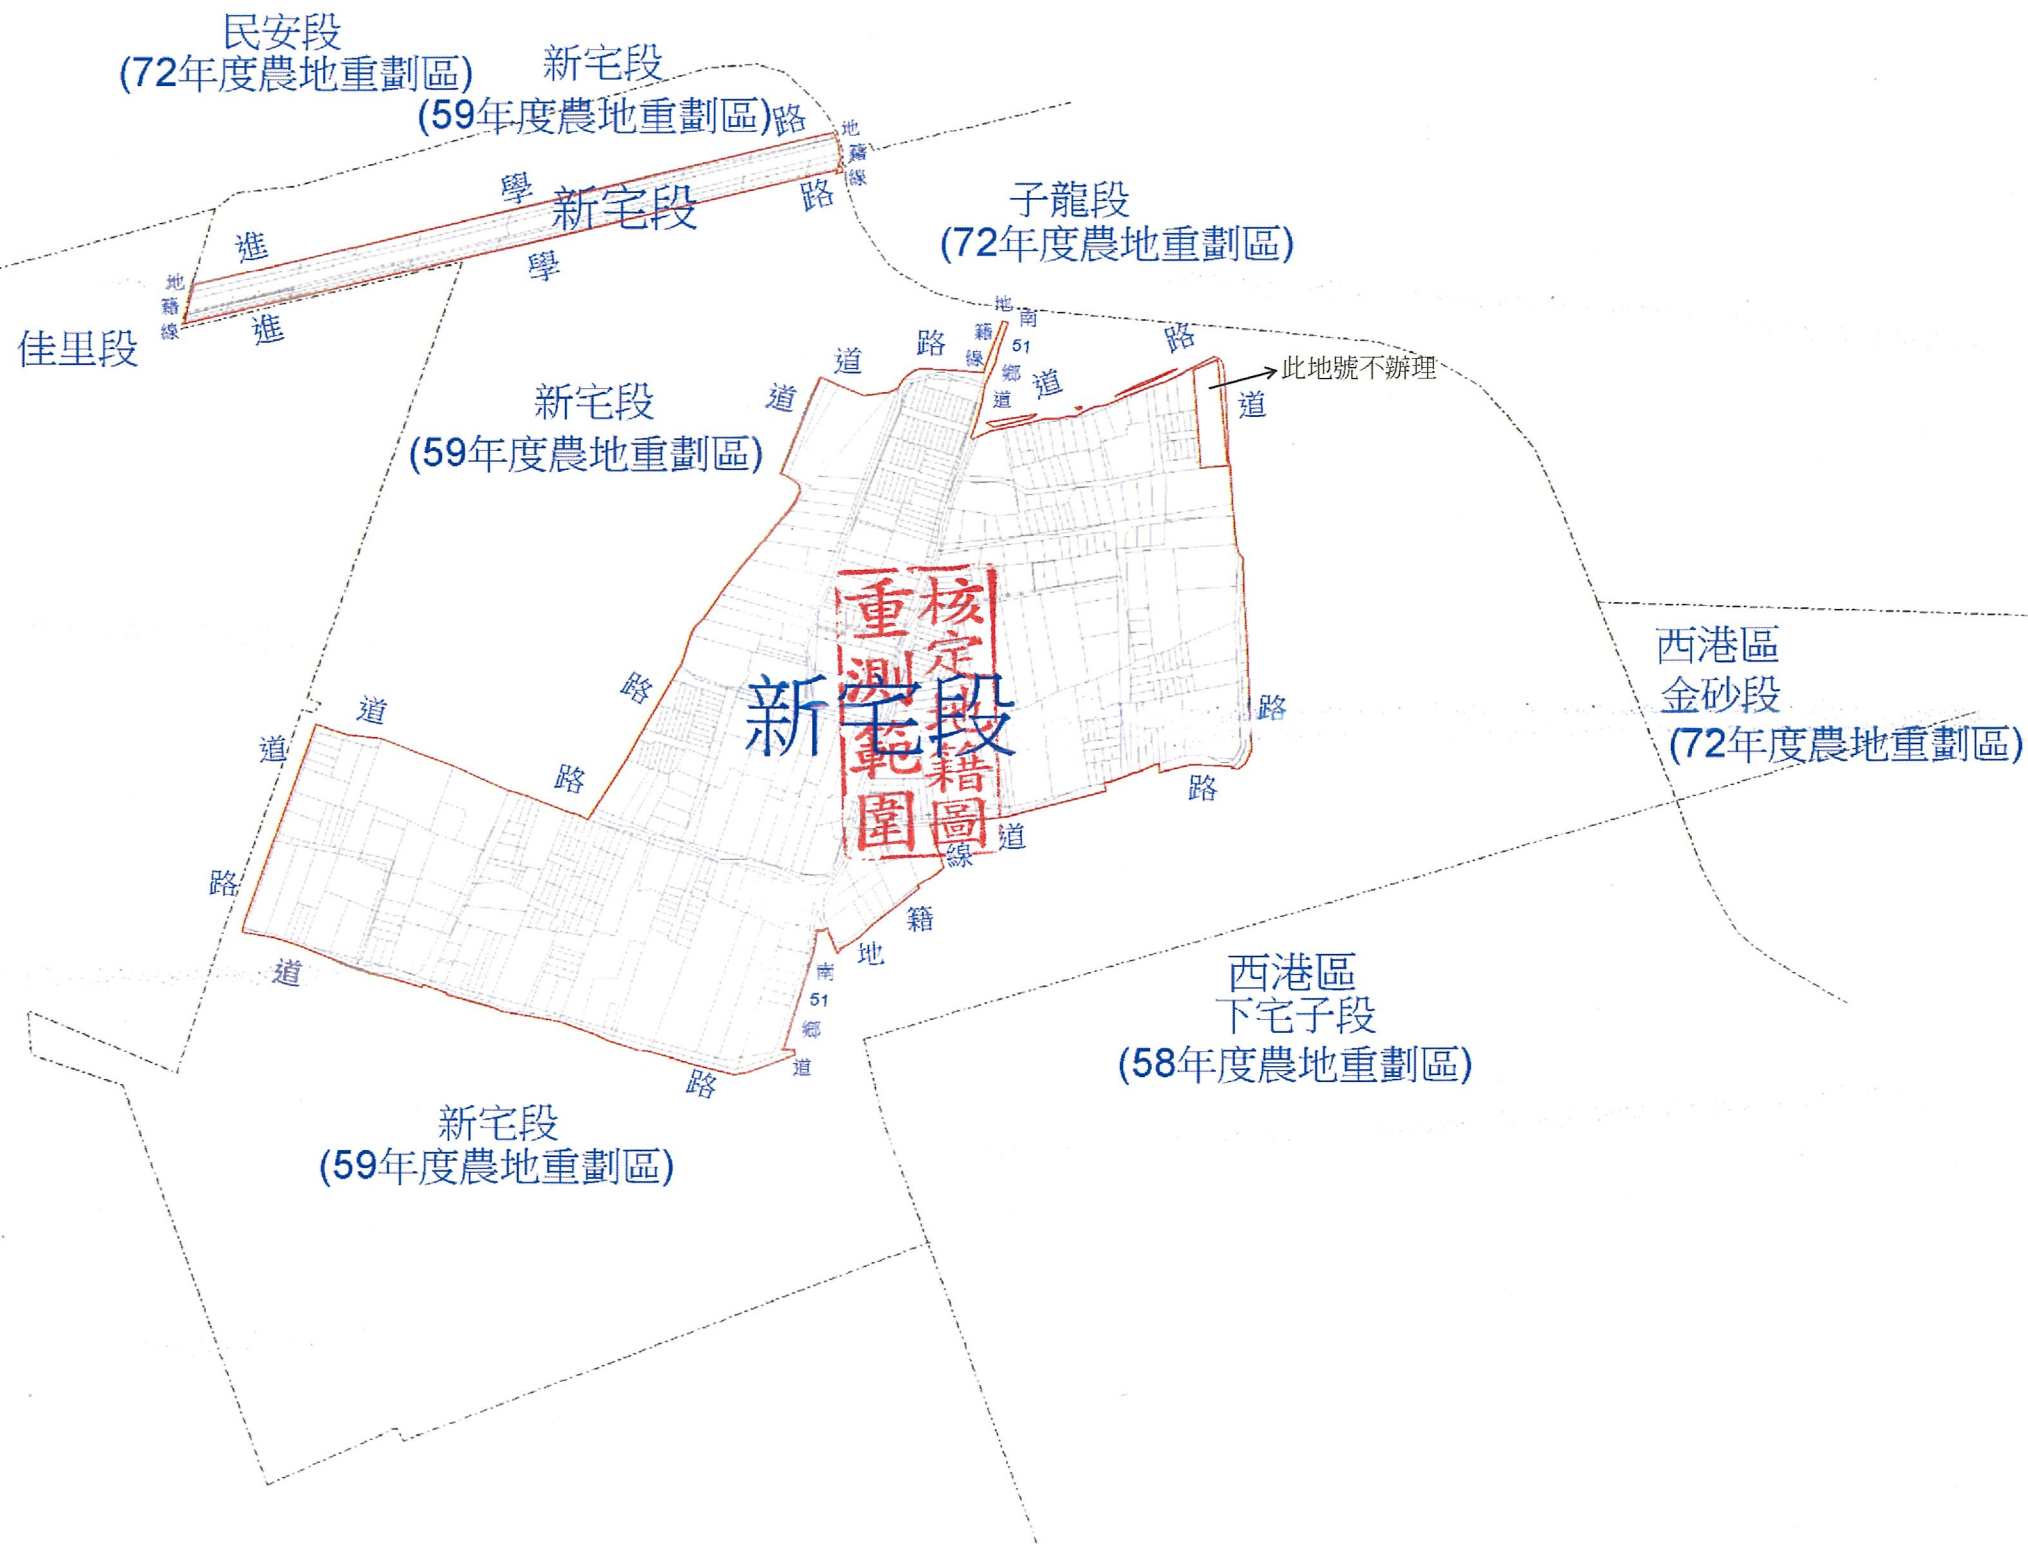 民安段
(72年度農地重劃區)
新宅段
(59年度農地重劃區)
進學路
地籍線
新宅段
進學路
地籍線
佳里段
子龍段
(72年度農地重劃區)
新宅段
(59年度農地重劃區)
道路
道
地籍線
南51鄉道
道路
此地號不辦理
道路
核定地籍圖
重測範圍
新宅段
西港區
金砂段
(72年度農地重劃區)
路
道路
道路
道路
道路
地籍線
南51鄉道
道路
西港區
下宅子段
(58年度農地重劃區)
新宅段
(59年度農地重劃區)